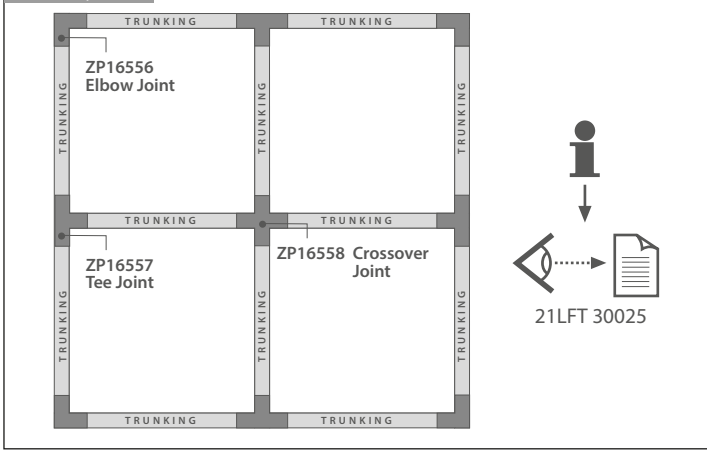 TRUNKING TRUNKING
ZP16556
Elbow Joint
TRUNKING TRUNKING TRUNKING
TRUNKING TRUNKING
ZP16557
Tee Joint
ZP16558 Crossover
Joint
TRUNKING TRUNKING TRUNKING
21LFT 30025
TRUNKING TRUNKING